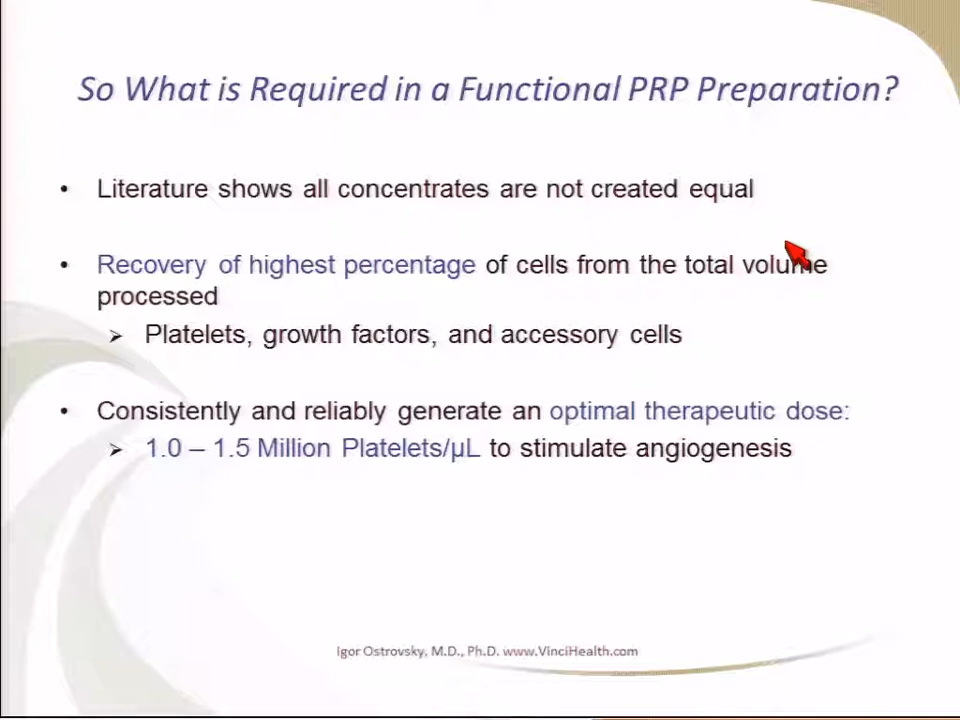 So What is Required in a Functional PRP Preparation?
• Literature shows all concentrates are not created equal
• Recovery of highest percentage of cells from the total volume
processed
➢ Platelets, growth factors, and accessory cells
• Consistently and reliably generate an optimal therapeutic dose:
➢ 1.0 – 1.5 Million Platelets/µL to stimulate angiogenesis
Igor Ostrovsky, M.D., Ph.D. www.VinciHealth.com